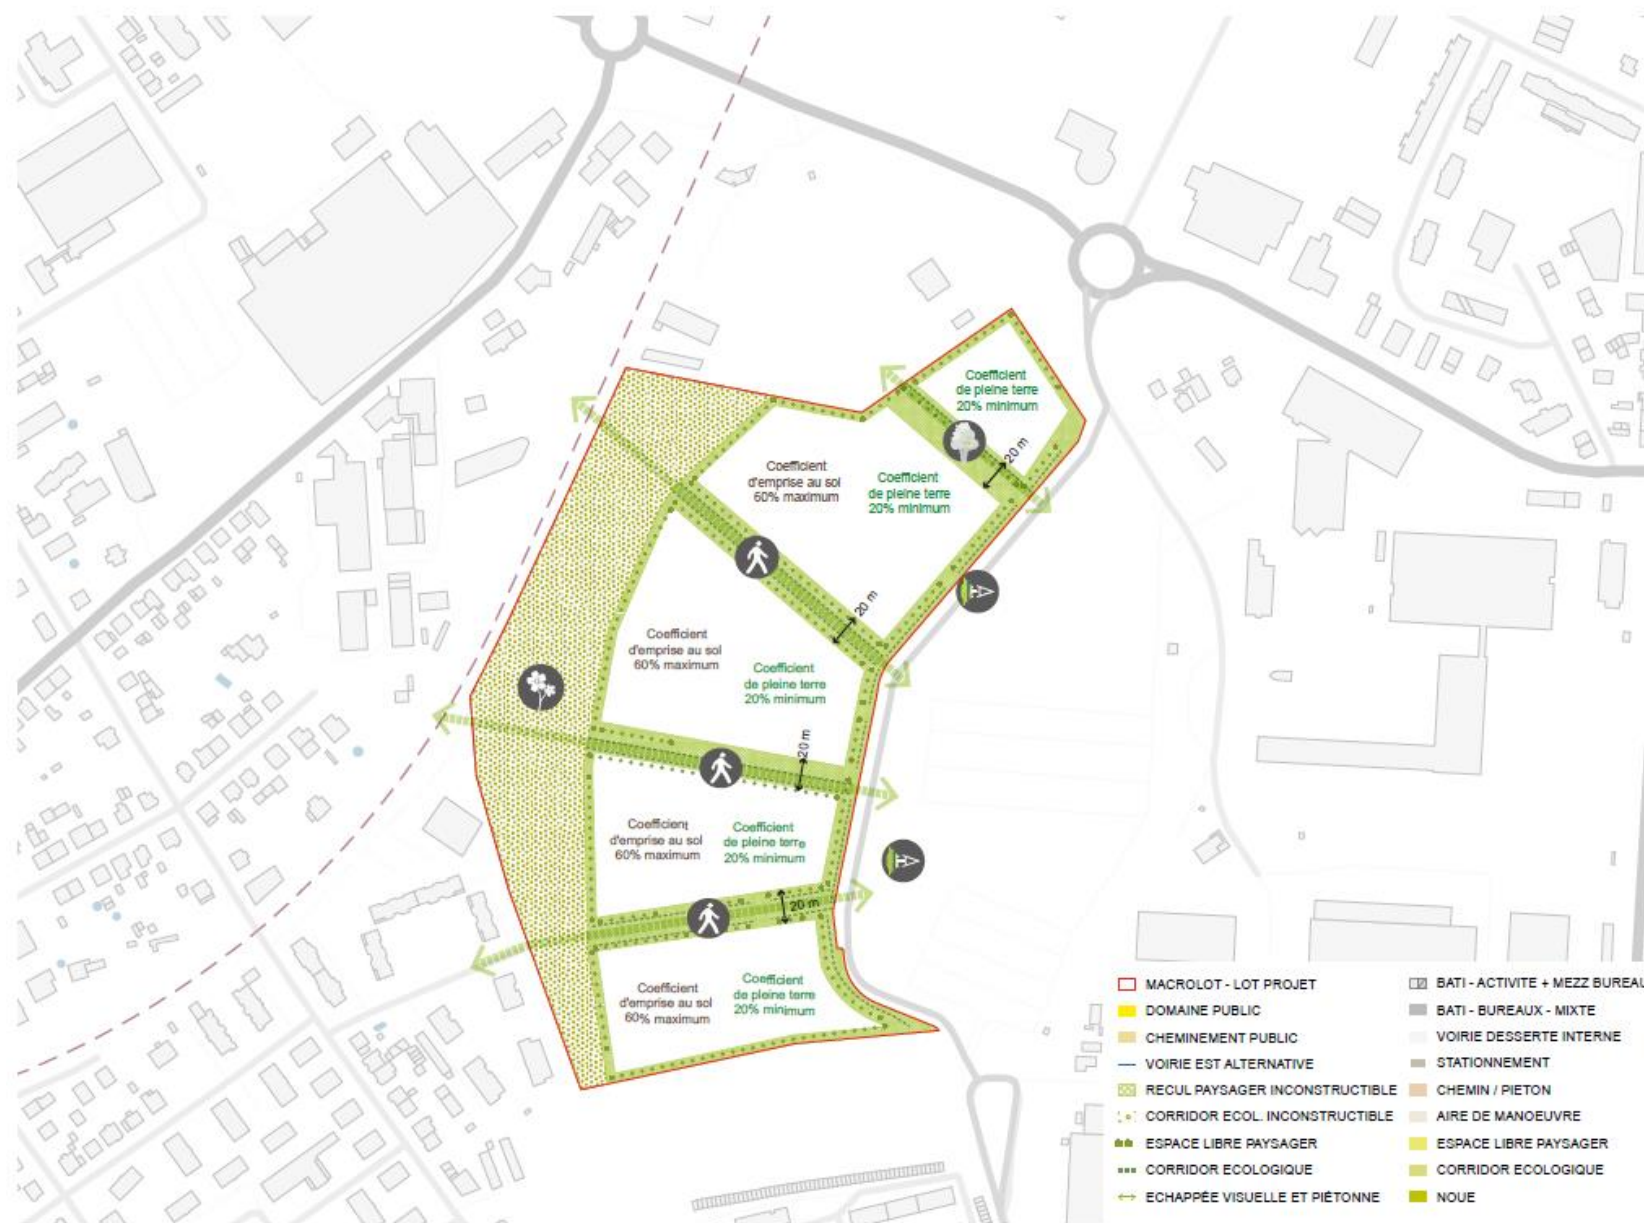 Coefficient
de pleine terre
20% minimum
20 m
Coefficient
d'emprise au sol
60% maximum
Coefficient
de pleine terre
20% minimum
20 m
Coefficient
d'emprise au sol
60% maximum
Coefficient
de pleine terre
20% minimum
20 m
Coefficient
d'emprise au sol
60% maximum
Coefficient
de pleine terre
20% minimum
20 m
Coefficient
d'emprise au sol
60% maximum
Coefficient
de pleine terre
20% minimum
MACROLOT - LOT PROJET
DOMAINE PUBLIC
CHEMINEMENT PUBLIC
VOIRIE EST ALTERNATIVE
RECUL PAYSAGER INCONSTRUCTIBLE
CORRIDOR ECOL. INCONSTRUCTIBLE
ESPACE LIBRE PAYSAGER
CORRIDOR ECOLOGIQUE
ECHAPPÉE VISUELLE ET PIÉTONNE
BATI - ACTIVITE + MEZZ BUREAU
BATI - BUREAUX - MIXTE
VOIRIE DESSERTE INTERNE
STATIONNEMENT
CHEMIN / PIETON
AIRE DE MANOEUVRE
ESPACE LIBRE PAYSAGER
CORRIDOR ECOLOGIQUE
NOUE